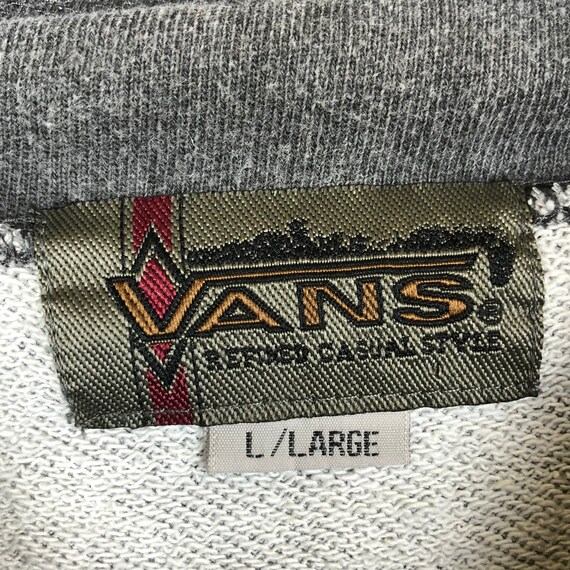 VANS®
REFINED CASUAL STYLE
L/LARGE